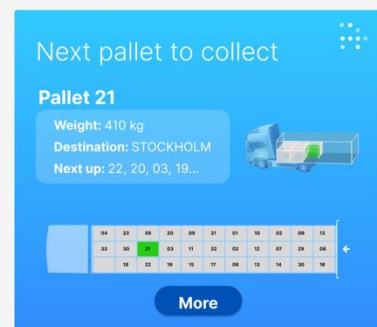 Next pallet to collect
Pallet 21
Weight: 410 kg
Destination: STOCKHOLM
Next up: 22, 20, 03, 19...
04 23 05 20 09 31 01 10 02 09 13
33 30 21 03 11 32 02 12 07 29 08
18 22 19 15 17 06 13 14 30 16
More